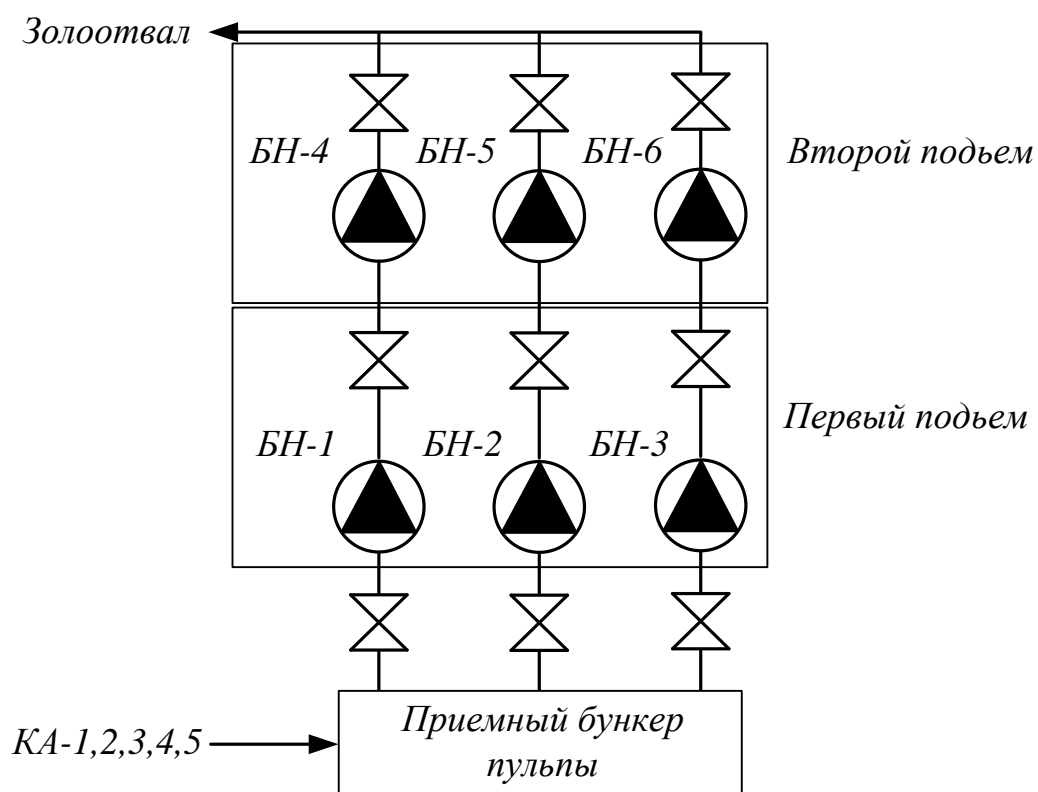 Золоотвал
БН-4
БН-5
БН-6
Второй подьем
БН-1
БН-2
БН-3
Первый подьем
КА-1,2,3,4,5
Приемный бункер
пульпы